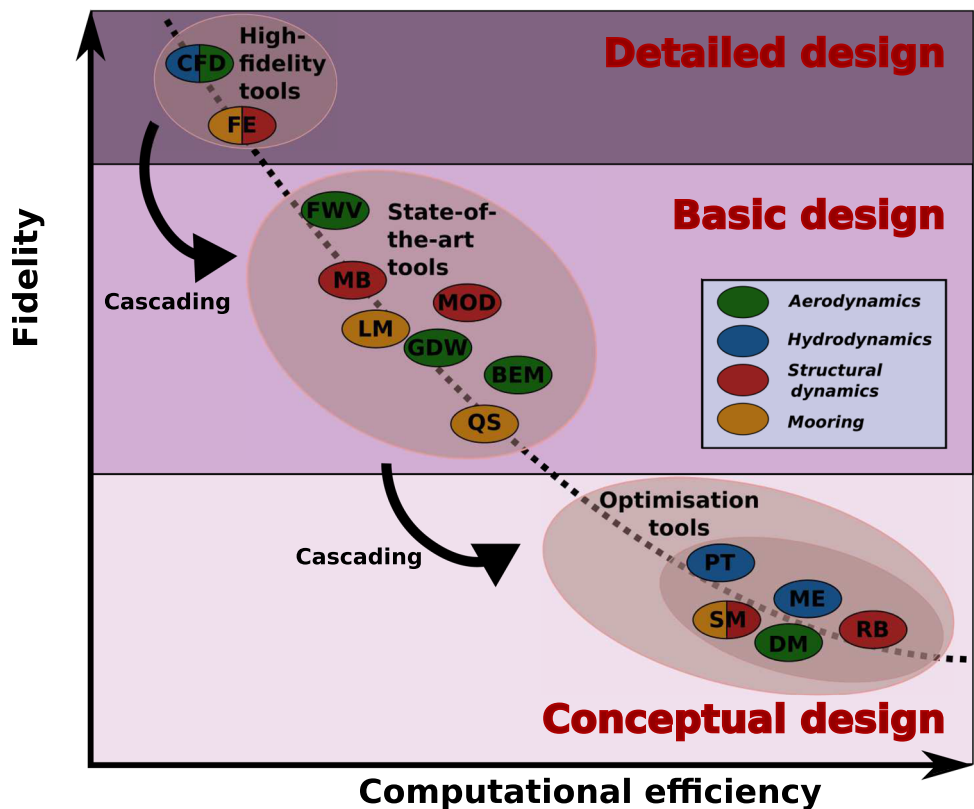 Detailed design
High-
fidelity
tools
CFD
FE
Basic design
FWV
State-of-
the-art
tools
MB
MOD
LM
GDW
BEM
QS
Aerodynamics
Hydrodynamics
Structural
dynamics
Mooring
Cascading
Cascading
Optimisation
tools
PT
ME
SM
RB
DM
Conceptual design
Fidelity
Computational efficiency